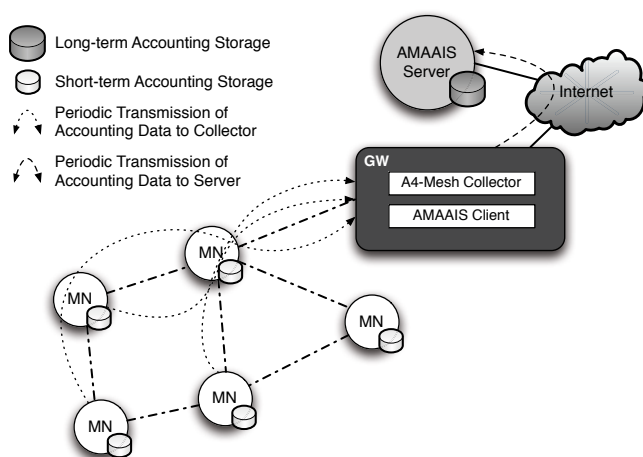 Long-term Accounting Storage
Short-term Accounting Storage
Periodic Transmission of
Accounting Data to Collector
Periodic Transmission of
Accounting Data to Server
AMAAIS
Server
Internet
GW
A4-Mesh Collector
AMAAIS Client
MN
MN
MN
MN
MN